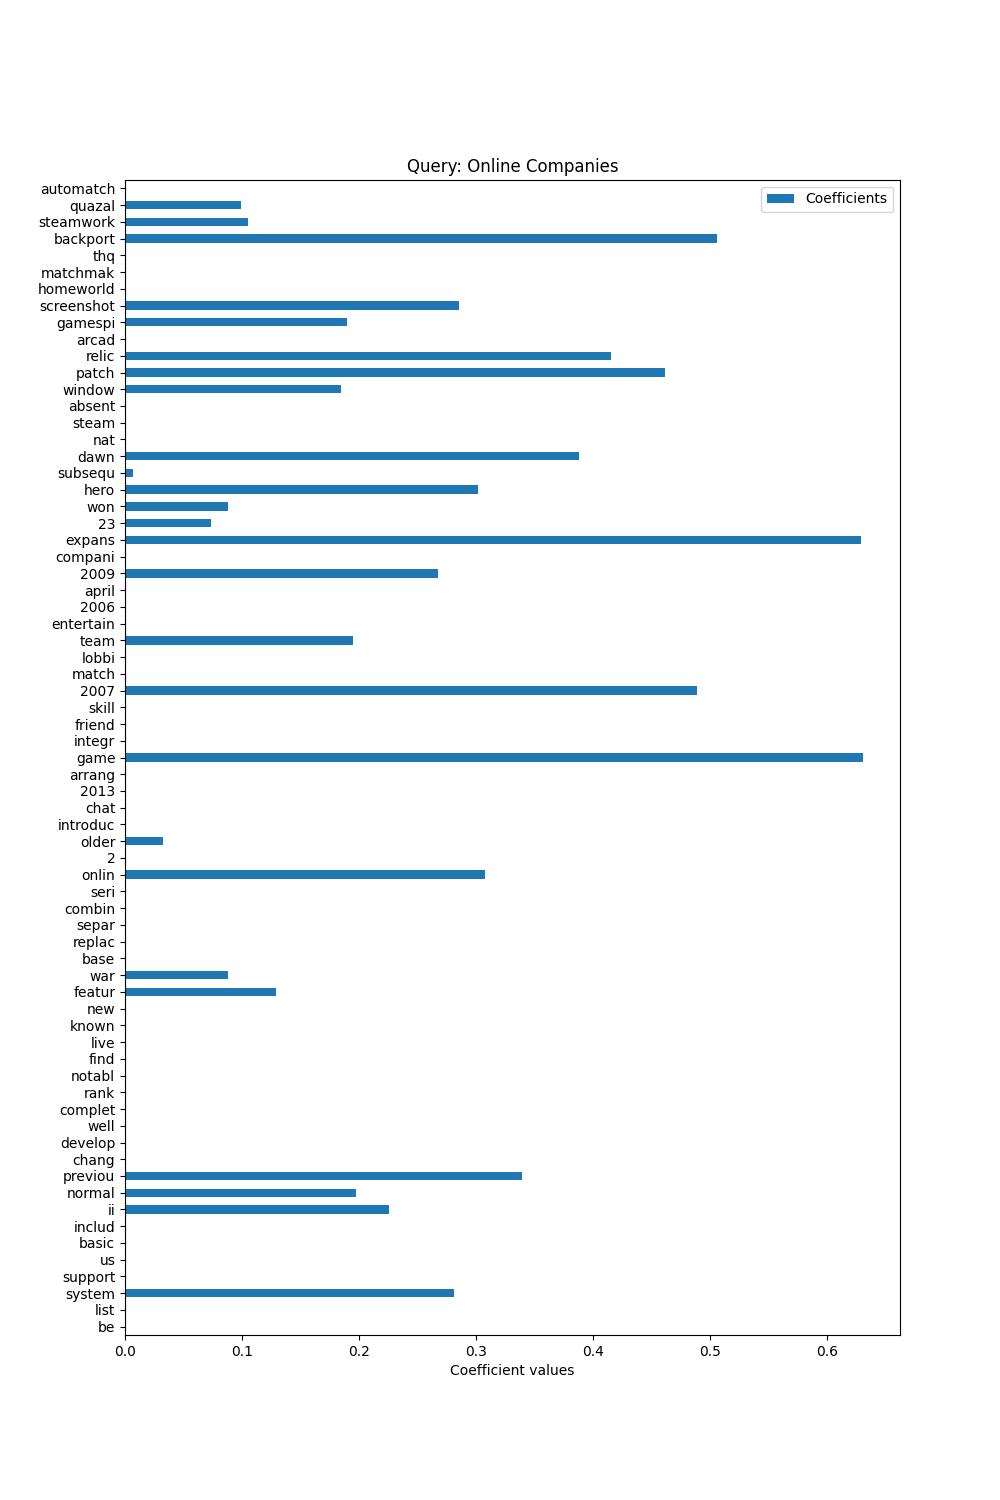 Query: Online Companies
Coefficients
automatch
quazal
steamwork
backport
thq
matchmak
homeworld
screenshot
gamespi
arcad
relic
patch
window
absent
steam
nat
dawn
subsequ
hero
won
23
expans
compani
2009
april
2006
entertain
team
lobbi
match
2007
skill
friend
integr
game
arrang
2013
chat
introduc
older
2
onlin
seri
combin
separ
replac
base
war
featur
new
known
live
find
notabl
rank
complet
well
develop
chang
previou
normal
ii
includ
basic
us
support
system
list
be
0.0 0.1 0.2 0.3 0.4 0.5 0.6
Coefficient values